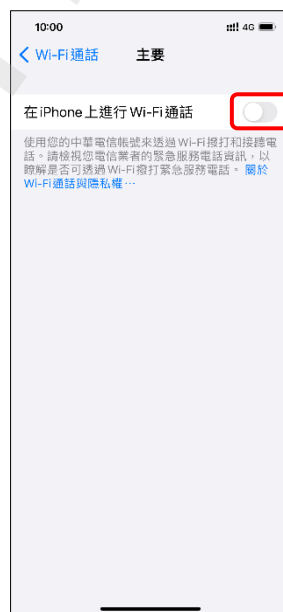 10:00
4G
Wi-Fi通話
主要
在iPhone上進行Wi-Fi通話
使用您的中華電信帳號來透過Wi-Fi撥打和接聽電
話。請檢視您電信業者的緊急服務電話資訊，以
瞭解是否可透過Wi-Fi撥打緊急服務電話。關於
Wi-Fi通話與隱私權⋯